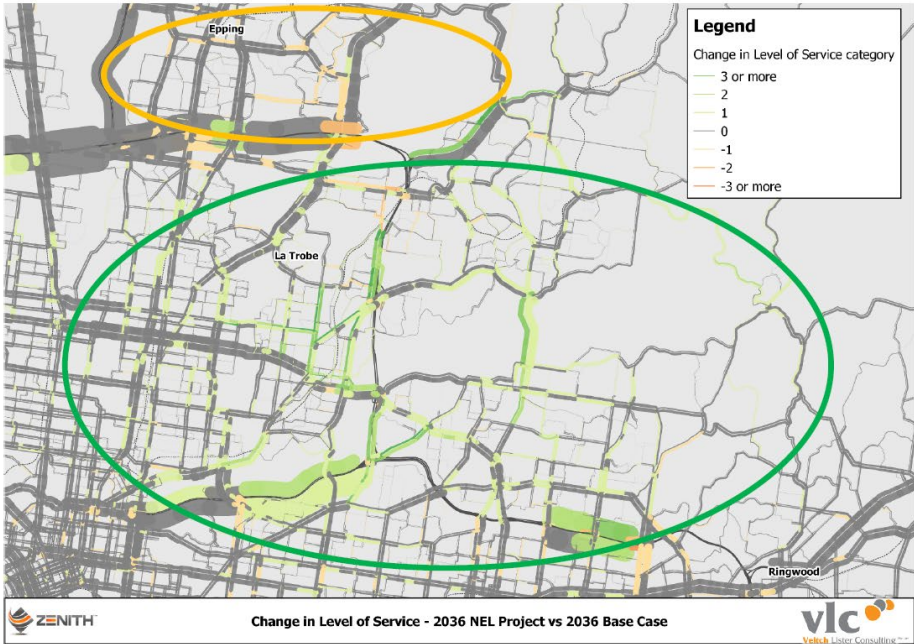 Epping
Legend
Change in Level of Service category
3 or more
2
1
0
-1
-2
-3 or more
La Trobe
Ringwood
ZENITH™
Change in Level of Service - 2036 NEL Project vs 2036 Base Case
vlc
Veitch Lister Consulting